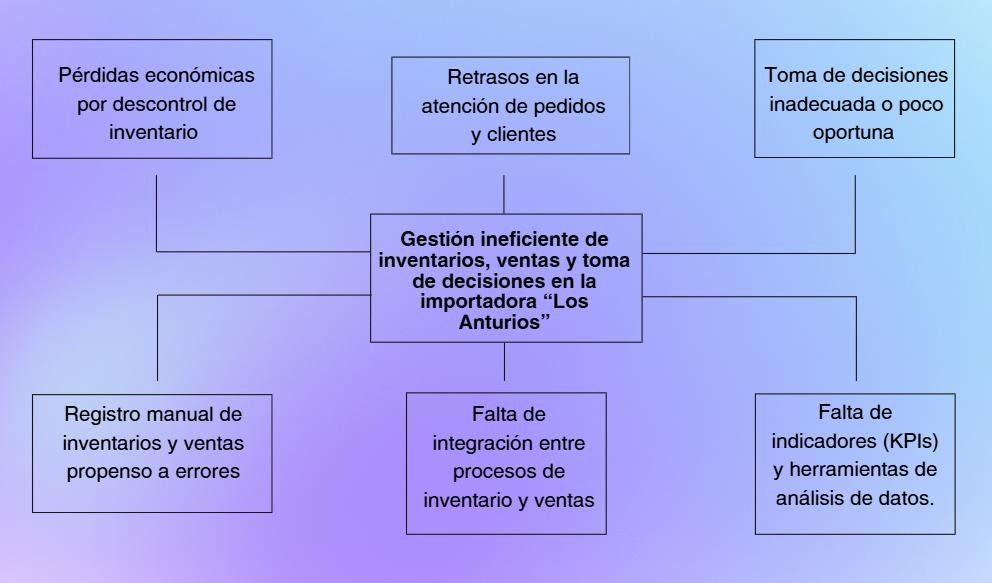 Pérdidas económicas
por descontrol de
inventario
Retrasos en la
atención de pedidos
y clientes
Toma de decisiones
inadecuada o poco
oportuna
Gestión ineficiente de
inventarios, ventas y toma
de decisiones en la
importadora “Los
Anturios”
Registro manual de
inventarios y ventas
propenso a errores
Falta de
integración entre
procesos de
inventario y ventas
Falta de
indicadores (KPIs)
y herramientas de
análisis de datos.